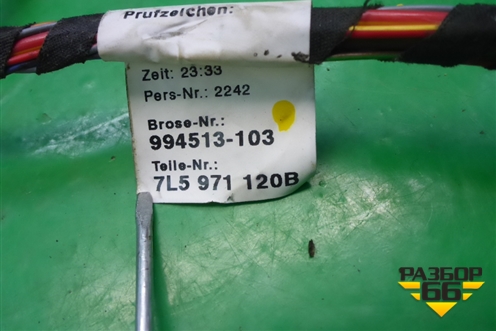 Prufzeichen:
Zeit: 23:33
Pers-Nr.: 2242
Brose-Nr.:
994513-103
Teile-Nr.:
7L5 971 120B
РАЗБОР
66